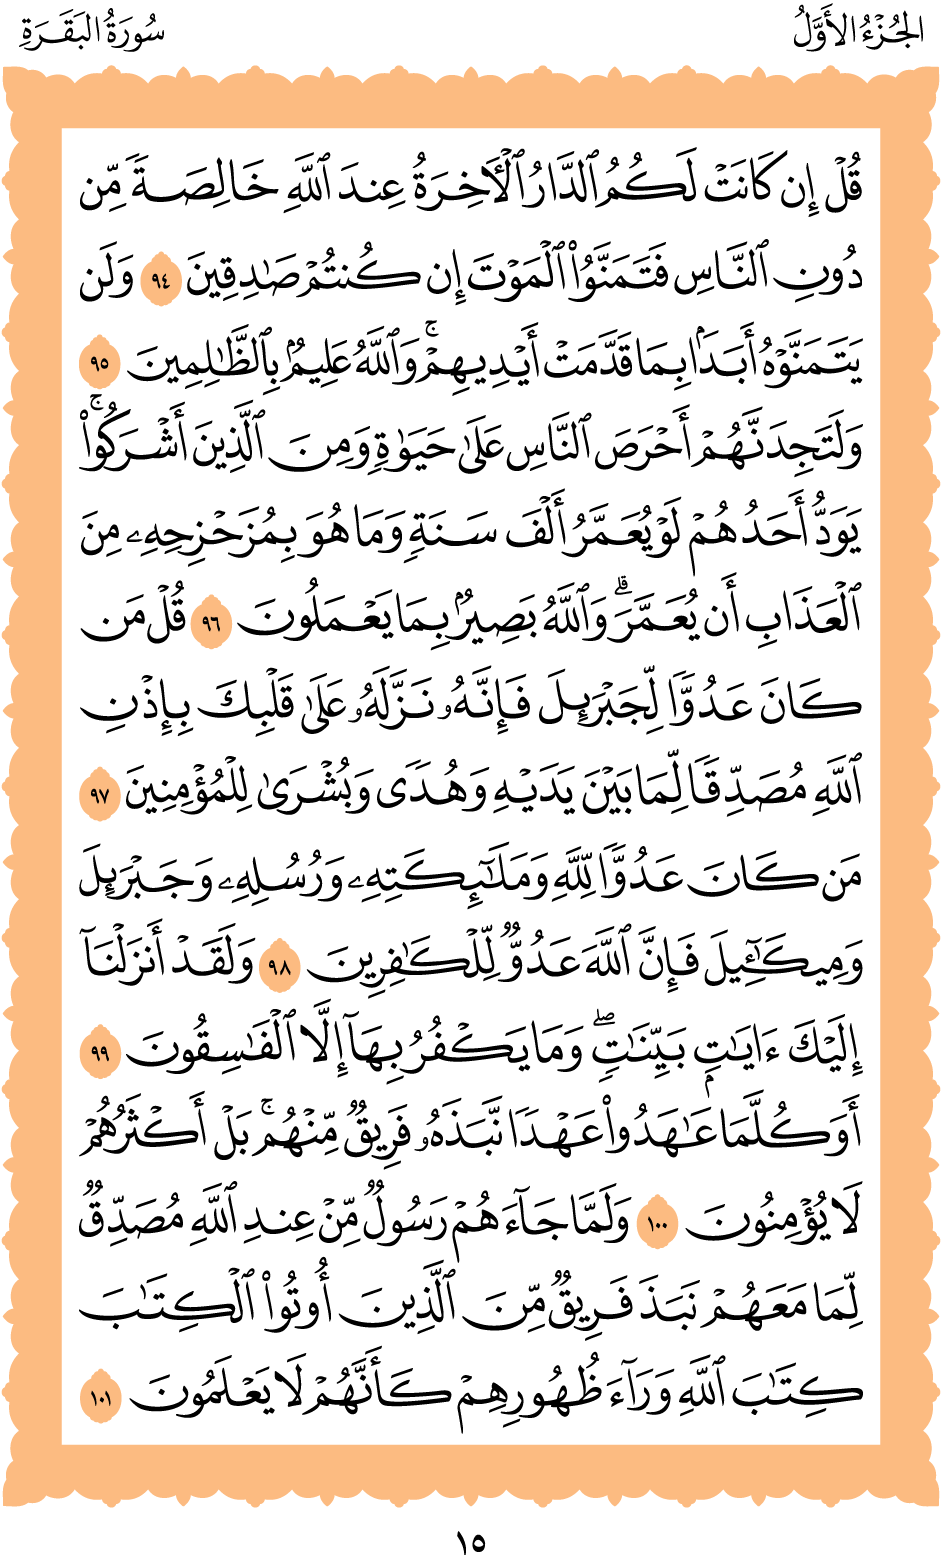 الجُزْءُ الأَوَّلُ
سُورَةُ البَقَرَةِ
قُلْ إِن كَانَتْ لَكُمُ ٱلدَّارُ ٱلْأَخِرَةُ عِندَ ٱللَّهِ خَالِصَةً مِّن
دُونِ ٱلنَّاسِ فَتَمَنَّوُا۟ ٱلْمَوْتَ إِن كُنتُمْ صَٰدِقِينَ ٩٤ وَلَن
يَتَمَنَّوْهُ أَبَدًۢا بِمَا قَدَّمَتْ أَيْدِيهِمْ ۚ وَٱللَّهُ عَلِيمٌۢ بِٱلظَّٰلِمِينَ ٩٥
وَلَتَجِدَنَّهُمْ أَحْرَصَ ٱلنَّاسِ عَلَىٰ حَيَوٰةٍ وَمِنَ ٱلَّذِينَ أَشْرَكُوا۟ ۚ
يَوَدُّ أَحَدُهُمْ لَوْ يُعَمَّرُ أَلْفَ سَنَةٍ وَمَا هُوَ بِمُزَحْزِحِهِۦ مِنَ
ٱلْعَذَابِ أَن يُعَمَّرَ ۗ وَٱللَّهُ بَصِيرٌۢ بِمَا يَعْمَلُونَ ٩٦ قُلْ مَن
كَانَ عَدُوًّا لِّجِبْرِيلَ فَإِنَّهُۥ نَزَّلَهُۥ عَلَىٰ قَلْبِكَ بِإِذْنِ
ٱللَّهِ مُصَدِّقًا لِّمَا بَيْنَ يَدَيْهِ وَهُدًى وَبُشْرَىٰ لِلْمُؤْمِنِينَ ٩٧
مَن كَانَ عَدُوًّا لِّلَّهِ وَمَلَٰٓئِكَتِهِۦ وَرُسُلِهِۦ وَجَبْرَئِلَ
وَمِيكَٰٓئِيلَ فَإِنَّ ٱللَّهَ عَدُوٌّ لِّلْكَٰفِرِينَ ٩٨ وَلَقَدْ أَنزَلْنَآ
إِلَيْكَ ءَايَٰتٍۭ بَيِّنَٰتٍ ۖ وَمَا يَكْفُرُ بِهَآ إِلَّا ٱلْفَٰسِقُونَ ٩٩
أَوَكُلَّمَا عَٰهَدُوا۟ عَهْدًا نَّبَذَهُۥ فَرِيقٌ مِّنْهُم ۚ بَلْ أَكْثَرُهُمْ
لَا يُؤْمِنُونَ ١٠٠ وَلَمَّا جَآءَهُمْ رَسُولٌ مِّنْ عِندِ ٱللَّهِ مُصَدِّقٌ
لِّمَا مَعَهُمْ نَبَذَ فَرِيقٌ مِّنَ ٱلَّذِينَ أُوتُوا۟ ٱلْكِتَٰبَ
كِتَٰبَ ٱللَّهِ وَرَآءَ ظُهُورِهِمْ كَأَنَّهُمْ لَا يَعْلَمُونَ ١٠١
١٥